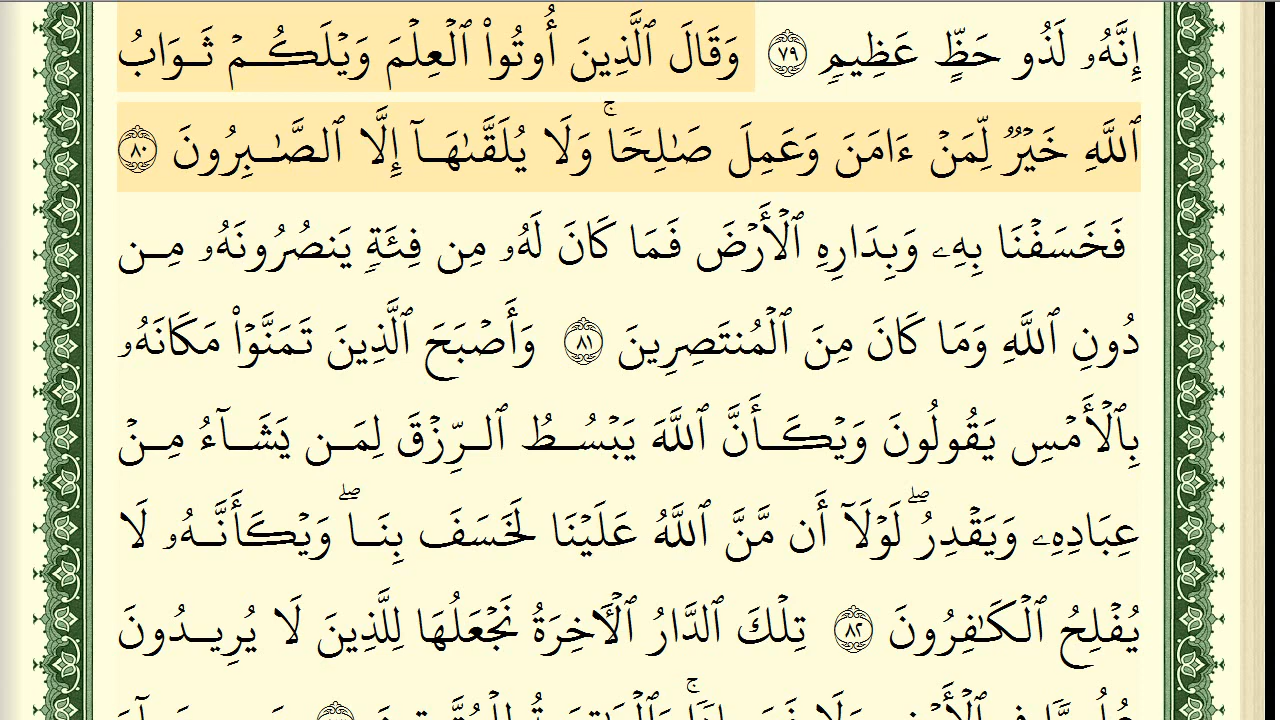 إِنَّهُۥ لَذُو حَظٍّ عَظِيمٍۢ ٧٩ وَقَالَ ٱلَّذِينَ أُوتُوا۟ ٱلْعِلْمَ وَيْلَكُمْ ثَوَابُ
ٱللَّهِ خَيْرٌۭ لِّمَنْ ءَامَنَ وَعَمِلَ صَٰلِحًۭا ۚ وَلَا يُلَقَّىٰهَآ إِلَّا ٱلصَّٰبِرُونَ ٨٠
فَخَسَفْنَا بِهِۦ وَبِدَارِهِ ٱلْأَرْضَ فَمَا كَانَ لَهُۥ مِن فِئَةٍۢ يَنصُرُونَهُۥ مِن
دُونِ ٱللَّهِ وَمَا كَانَ مِنَ ٱلْمُنتَصِرِينَ ٨١ وَأَصْبَحَ ٱلَّذِينَ تَمَنَّوْا۟ مَكَانَهُۥ
بِٱلْأَمْسِ يَقُولُونَ وَيْكَأَنَّ ٱللَّهَ يَبْسُطُ ٱلرِّزْقَ لِمَن يَشَآءُ مِنْ
عِبَادِهِۦ وَيَقْدِرُ ۖ لَوْلَآ أَن مَّنَّ ٱللَّهُ عَلَيْنَا لَخَسَفَ بِنَا ۖ وَيْكَأَنَّهُۥ لَا
يُفْلِحُ ٱلْكَٰفِرُونَ ٨٢ تِلْكَ ٱلدَّارُ ٱلْءَاخِرَةُ نَجْعَلُهَا لِلَّذِينَ لَا يُرِيدُونَ